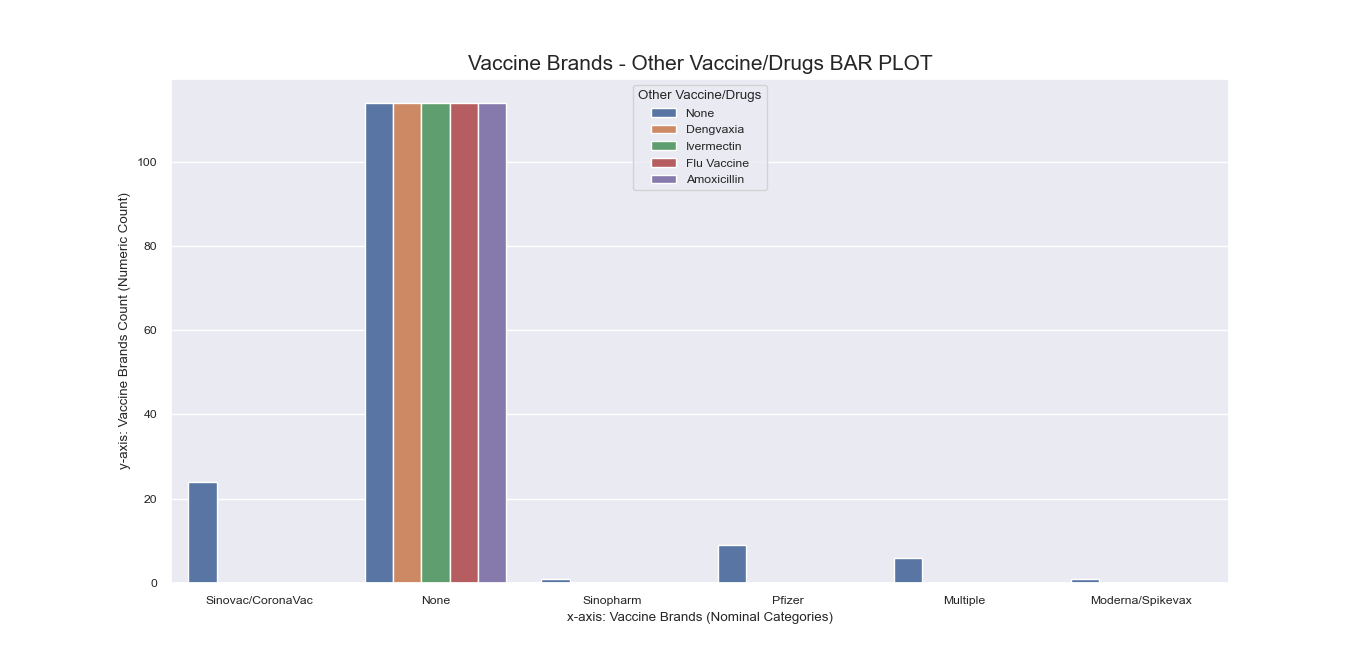 Vaccine Brands - Other Vaccine/Drugs BAR PLOT
Other Vaccine/Drugs
None
Dengvaxia
Ivermectin
Flu Vaccine
Amoxicillin
y-axis: Vaccine Brands Count (Numeric Count)
100
80
60
40
20
0
Sinovac/CoronaVac
None
Sinopharm
Pfizer
Multiple
Moderna/Spikevax
x-axis: Vaccine Brands (Nominal Categories)